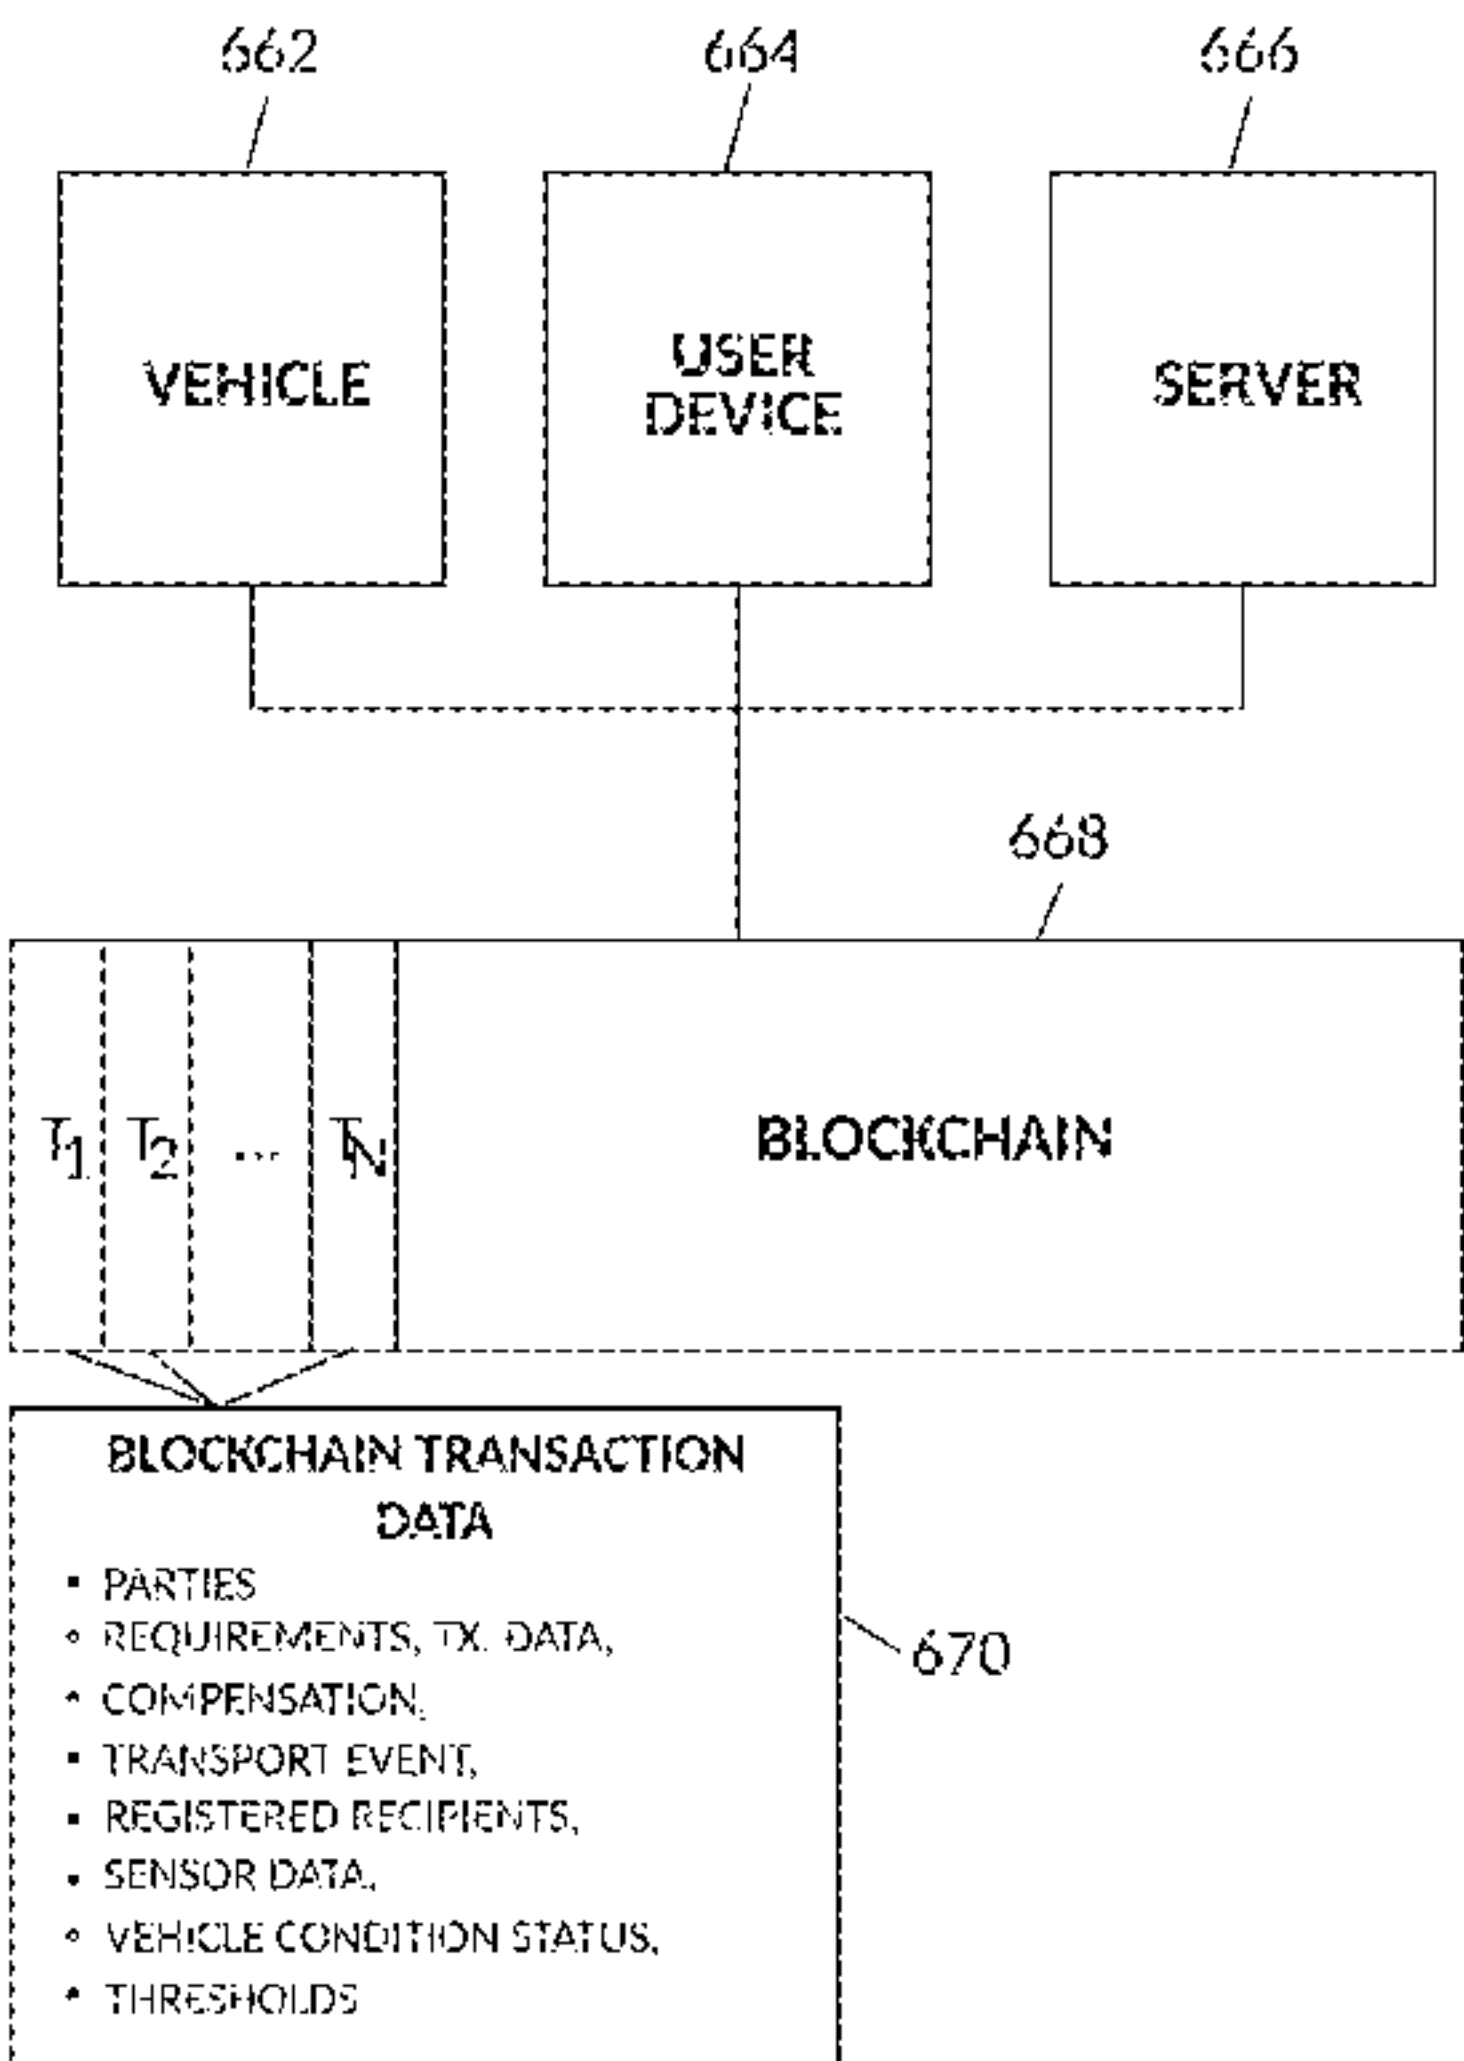 662 664 666
VEHICLE
USER
DEVICE
SERVER
668
T1 T2 ... TN
BLOCKCHAIN
BLOCKCHAIN TRANSACTION
DATA
▪ PARTIES
∘ REQUIREMENTS, TX. DATA,
• COMPENSATION,
▪ TRANSPORT EVENT,
▪ REGISTERED RECIPIENTS,
• SENSOR DATA,
∘ VEHICLE CONDITION STATUS,
• THRESHOLDS
670